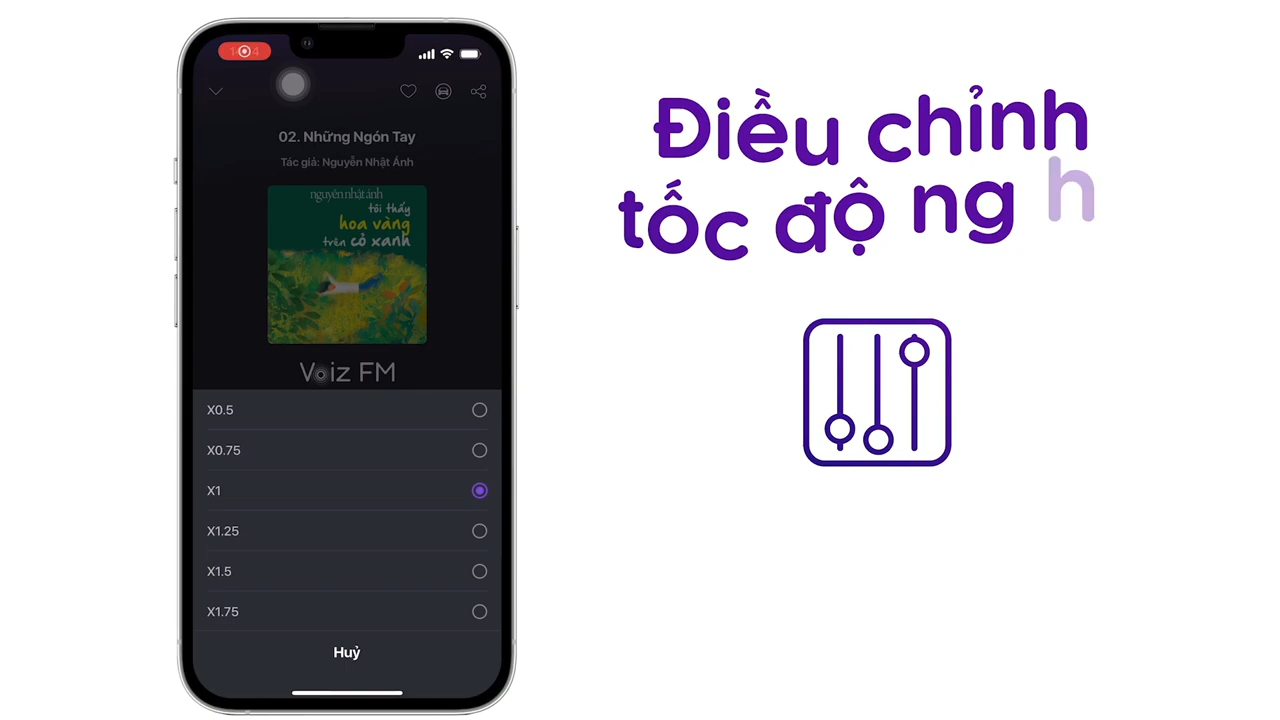 02. Những Ngón Tay
Tác giả: Nguyễn Nhật Ánh
nguyễn nhật ánh
tôi thấy
hoa vàng
trên cỏ xanh
Voiz FM
X0.5
X0.75
X1
X1.25
X1.5
X1.75
Huỷ
Điều chỉnh
tốc độ ngh